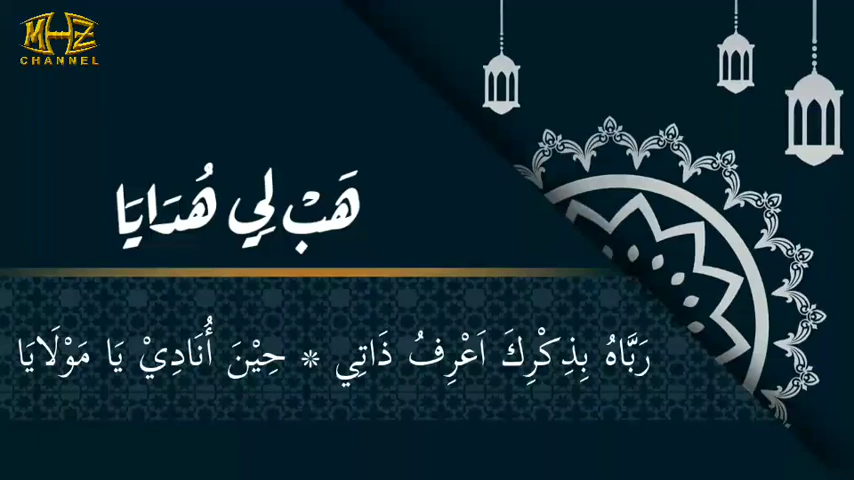 MHZ
CHANNEL
هَبْ لِي هُدَايَا
رَبَّاهُ بِذِكْرِكَ اَعْرِفُ ذَاتِي * حِيْنَ أُنَادِيْ يَا مَوْلَايَا